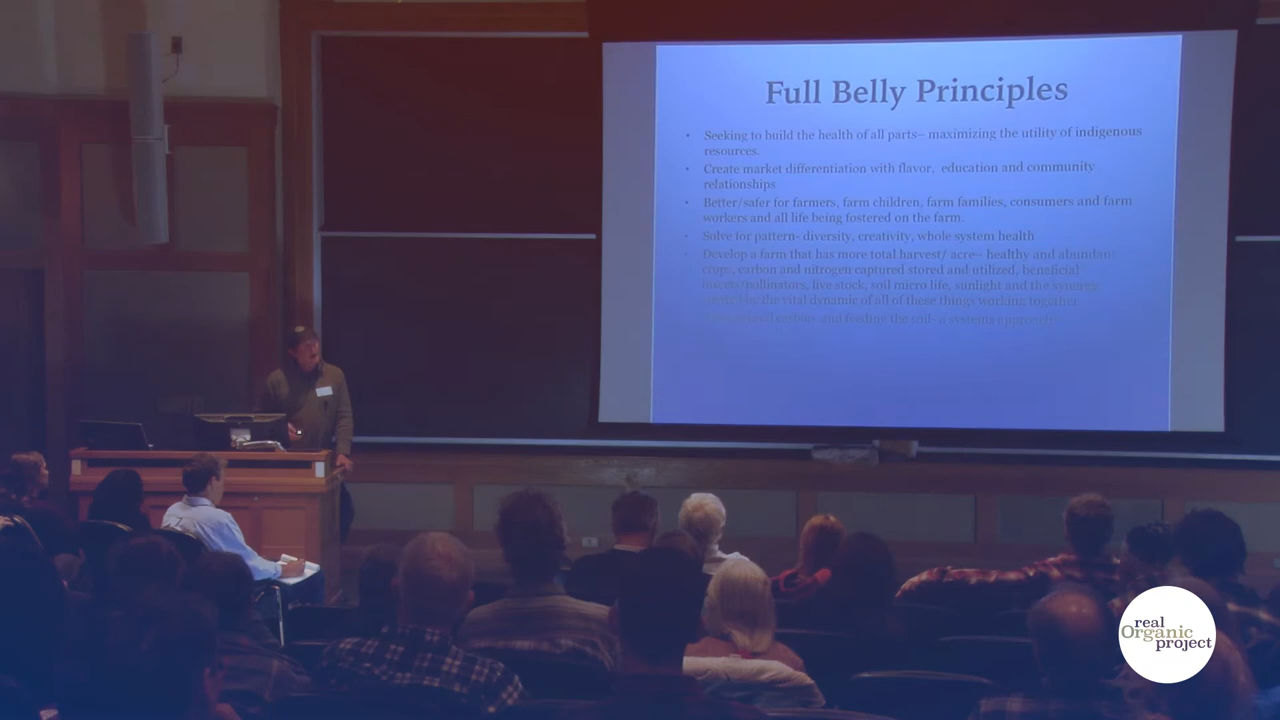 Full Belly Principles
• Seeking to build the health of all parts– maximizing the utility of indigenous
resources.
• Create market differentiation with flavor, education and community
relationships
• Better/safer for farmers, farm children, farm families, consumers and farm
workers and all life being fostered on the farm.
• Solve for pattern- diversity, creativity, whole system health
• Develop a farm that has more total harvest/ acre– healthy and abundant
crops, carbon and nitrogen captured stored and utilized, beneficial
insects/pollinators, live stock, soil micro life, sunlight and the synergy
the vital dynamic of all of these things working together
carbon and feeding the soil- a systems approach
real
Organic
project